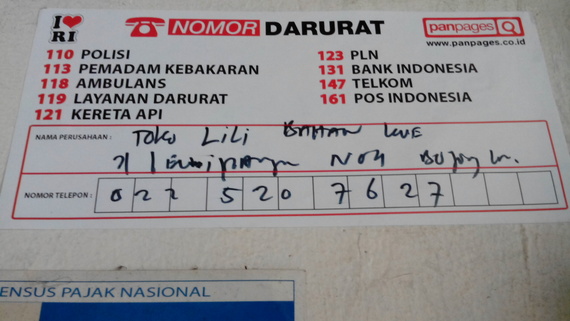 I ❤ RI
NOMOR DARURAT
panpages
www.panpages.co.id
110 POLISI
113 PEMADAM KEBAKARAN
118 AMBULANS
119 LAYANAN DARURAT
121 KERETA API
123 PLN
131 BANK INDONESIA
147 TELKOM
161 POS INDONESIA
NAMA PERUSAHAAN : TOKO LILI BAHAN KUE
NOMOR TELEPON : 022 520 7627
ENSUS PAJAK NASIONAL